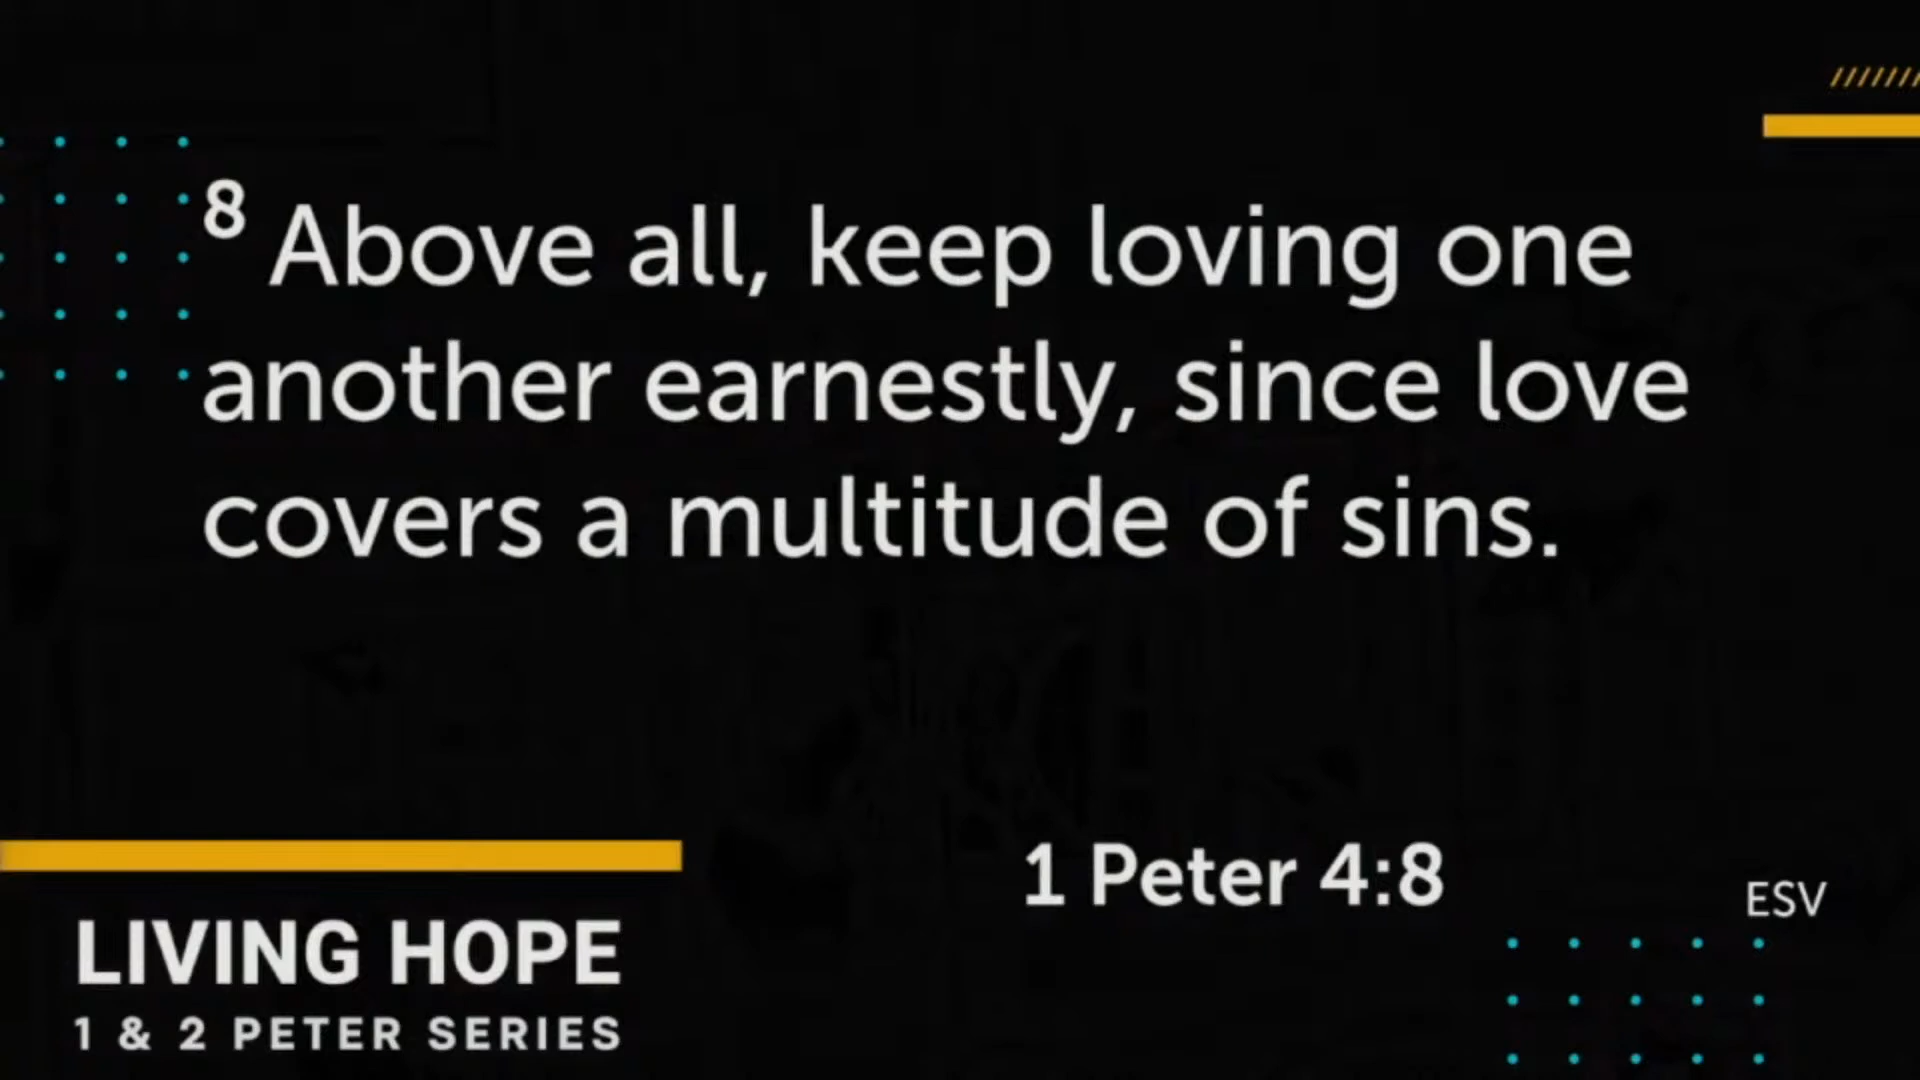 8 Above all, keep loving one
another earnestly, since love
covers a multitude of sins.
1 Peter 4:8
ESV
LIVING HOPE
1 & 2 PETER SERIES